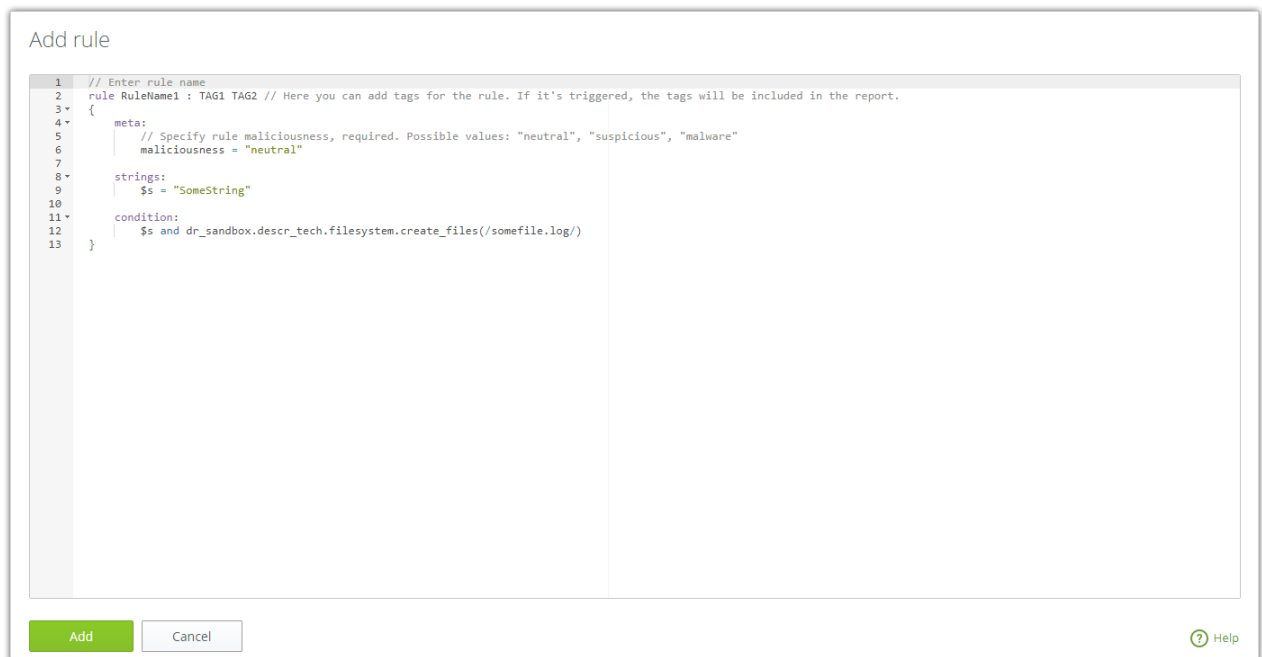 Add rule
1 // Enter rule name
2 rule RuleName1 : TAG1 TAG2 // Here you can add tags for the rule. If it's triggered, the tags will be included in the report.
3 {
4 meta:
5 // Specify rule maliciousness, required. Possible values: "neutral", "suspicious", "malware"
6 maliciousness = "neutral"
7
8 strings:
9 $s = "SomeString"
10
11 condition:
12 $s and dr_sandbox.descr_tech.filesystem.create_files(/somefile.log/)
13 }
Add Cancel ? Help